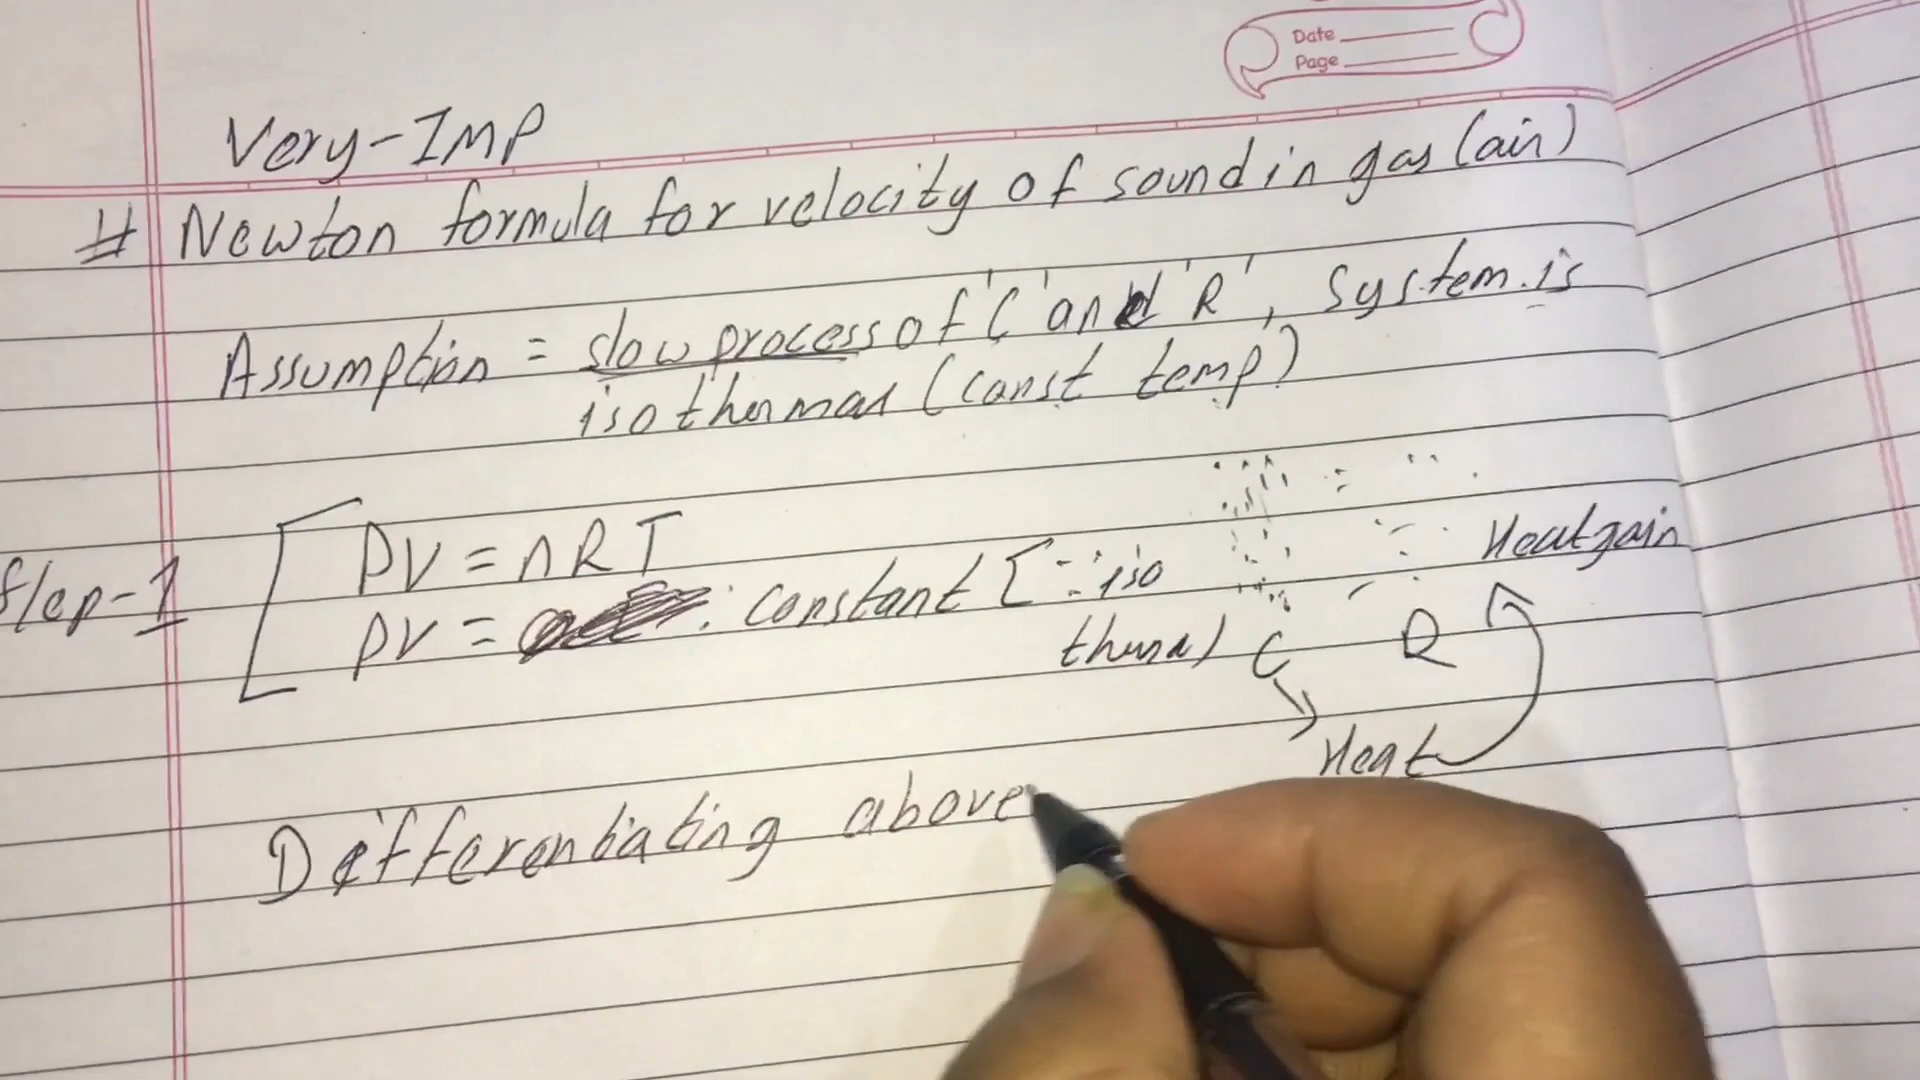 Date
Page
Very-IMP
# Newton formula for velocity of sound in gas (air)
Assumption = slow process of 'C' and 'R', system is
isothermal (const temp)
Step-1
PV = nRT
PV = constant [∵ iso
thermal)
C R
Heat gain
Heat
Differentiating above